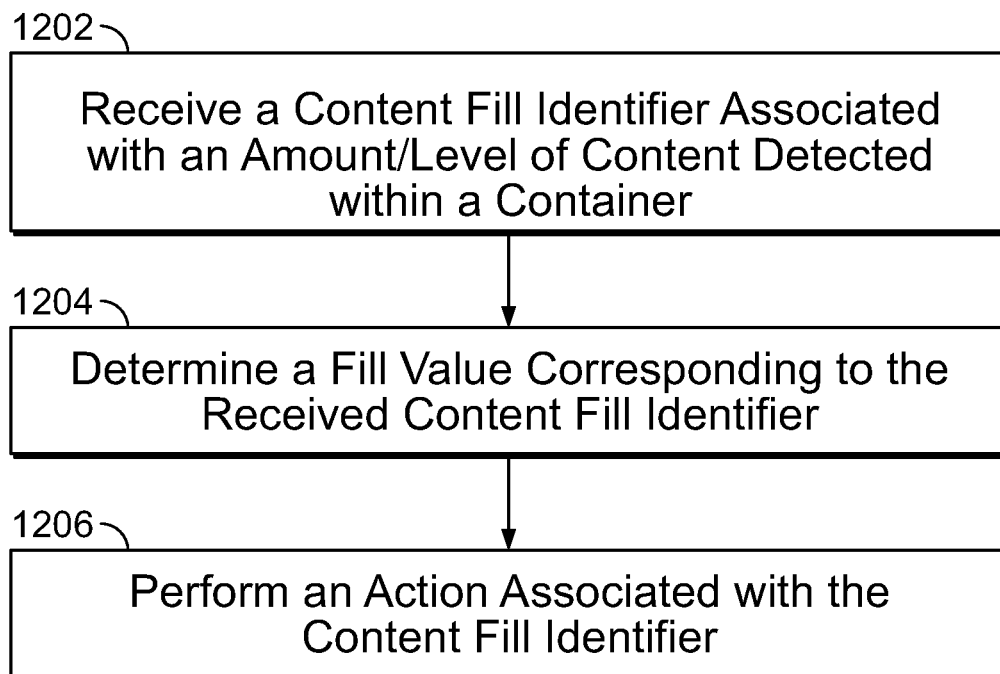 1202
Receive a Content Fill Identifier Associated
with an Amount/Level of Content Detected
within a Container
1204
Determine a Fill Value Corresponding to the
Received Content Fill Identifier
1206
Perform an Action Associated with the
Content Fill Identifier